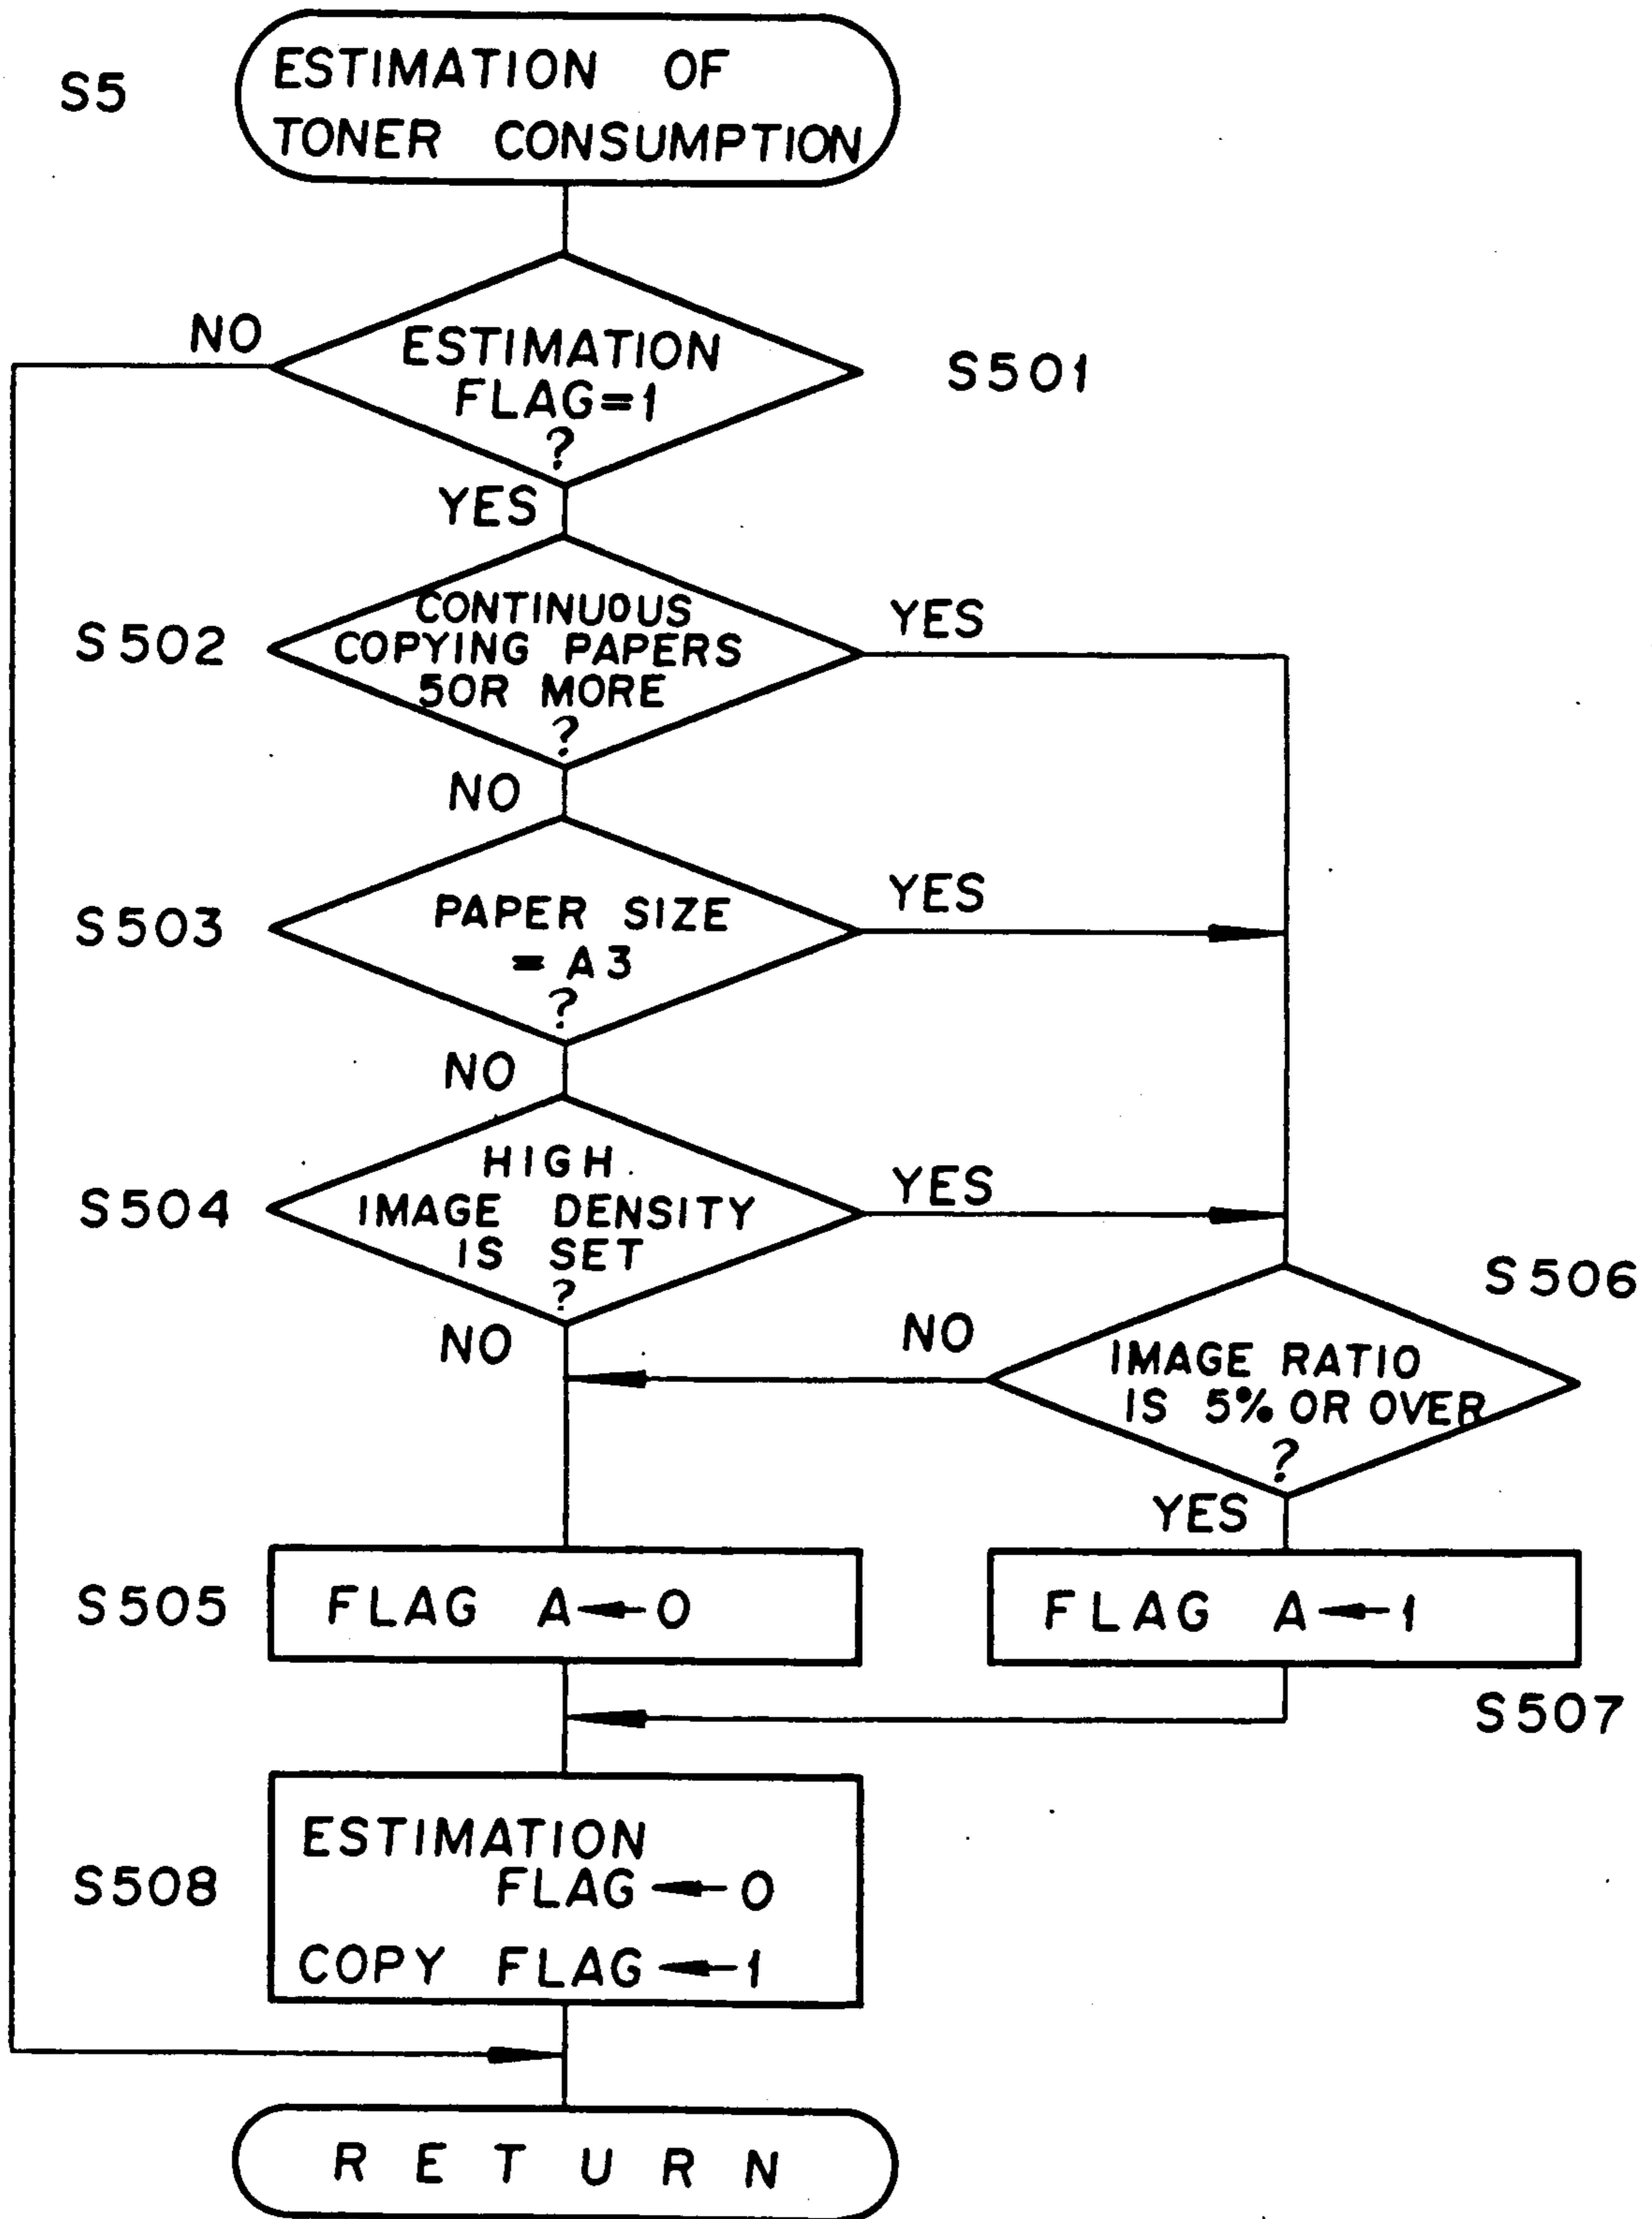 S5
ESTIMATION OF
TONER CONSUMPTION
NO
ESTIMATION
FLAG=1
?
S501
YES
S502
CONTINUOUS
COPYING PAPERS
5OR MORE
?
YES
NO
S503
PAPER SIZE
= A3
?
YES
NO
S504
HIGH
IMAGE DENSITY
IS SET
?
YES
NO
S506
NO
IMAGE RATIO
IS 5% OR OVER
?
YES
S505
FLAG A←0
FLAG A←1
S507
S508
ESTIMATION
FLAG←0
COPY FLAG←1
RETURN